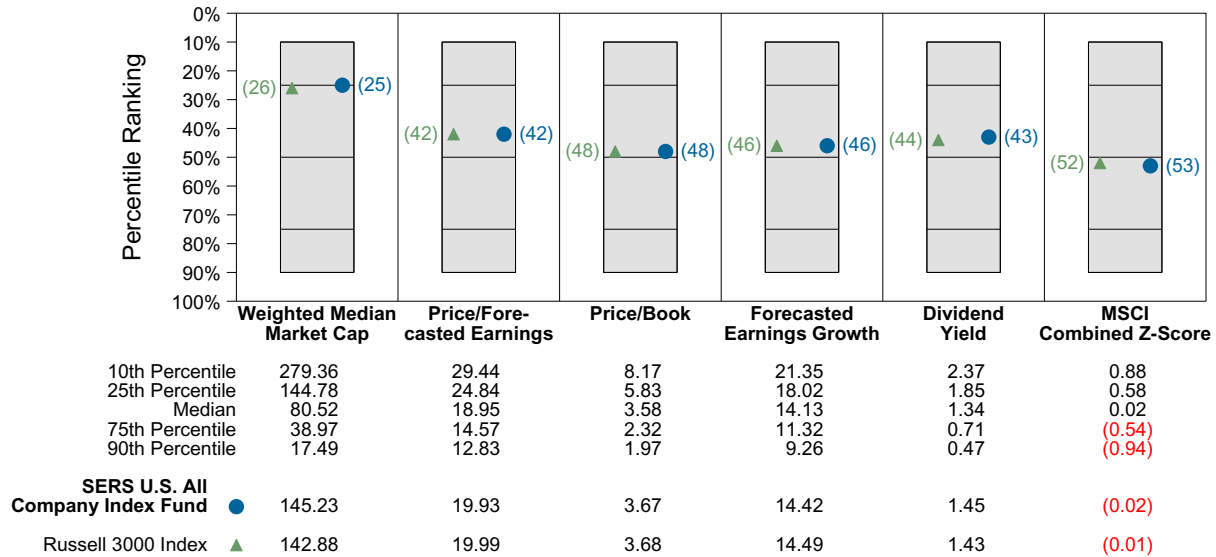 0%
10%
20%
30%
40%
50%
60%
70%
80%
90%
100%
Percentile Ranking
(26) (25)
(42) (42)
(48) (48)
(46) (46)
(44) (43)
(52) (53)
Weighted Median
Market Cap
Price/Fore-
casted Earnings
Price/Book
Forecasted
Earnings Growth
Dividend
Yield
MSCI
Combined Z-Score
10th Percentile 279.36 29.44 8.17 21.35 2.37 0.88
25th Percentile 144.78 24.84 5.83 18.02 1.85 0.58
Median 80.52 18.95 3.58 14.13 1.34 0.02
75th Percentile 38.97 14.57 2.32 11.32 0.71 (0.54)
90th Percentile 17.49 12.83 1.97 9.26 0.47 (0.94)
SERS U.S. All
Company Index Fund 145.23 19.93 3.67 14.42 1.45 (0.02)
Russell 3000 Index 142.88 19.99 3.68 14.49 1.43 (0.01)